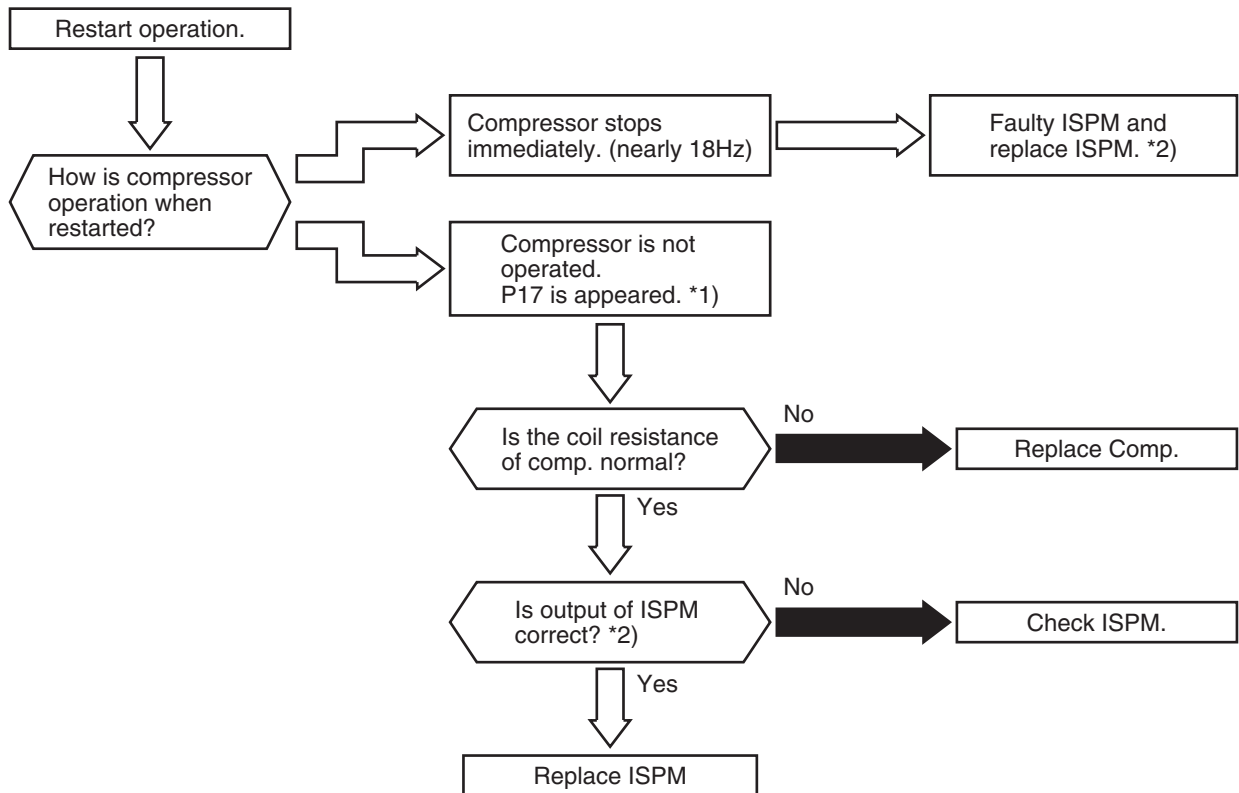 Restart operation.
How is compressor
operation when
restarted?
Compressor stops
immediately. (nearly 18Hz)
Faulty ISPM and
replace ISPM. *2)
Compressor is not
operated.
P17 is appeared. *1)
Is the coil resistance
of comp. normal?
No
Replace Comp.
Yes
Is output of ISPM
correct? *2)
No
Check ISPM.
Yes
Replace ISPM